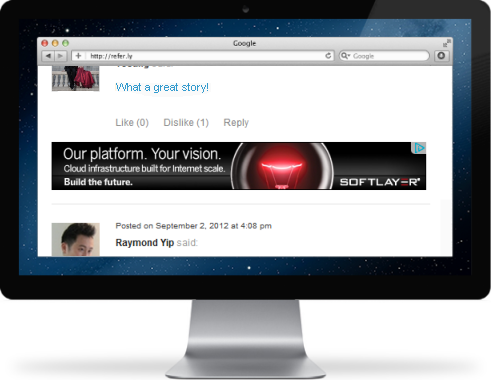 Google
http://refer.ly
Google
said:
What a great story!
Like (0) Dislike (1) Reply
Our platform. Your vision.
Cloud infrastructure built for Internet scale.
Build the future.
SOFTLAYER®
Posted on September 2, 2012 at 4:08 pm
Raymond Yip said: